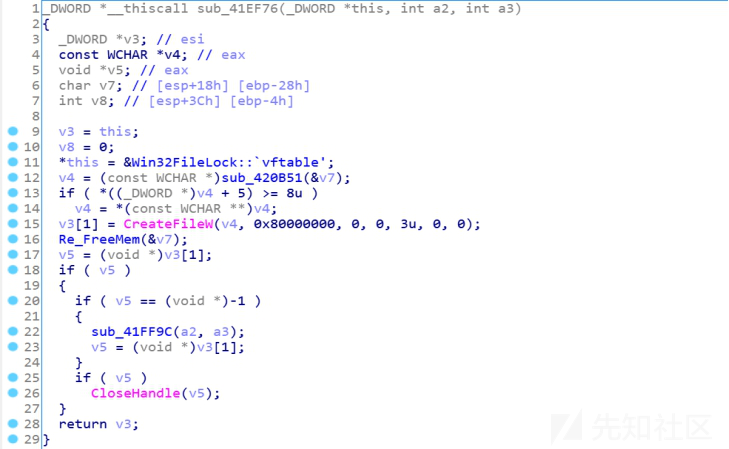 1 _DWORD *__thiscall sub_41EF76(_DWORD *this, int a2, int a3)
2 {
3 _DWORD *v3; // esi
4 const WCHAR *v4; // eax
5 void *v5; // eax
6 char v7; // [esp+18h] [ebp-28h]
7 int v8; // [esp+3Ch] [ebp-4h]
8
9 v3 = this;
10 v8 = 0;
11 *this = &Win32FileLock::`vftable';
12 v4 = (const WCHAR *)sub_420B51(&v7);
13 if ( *((_DWORD *)v4 + 5) >= 8u )
14 v4 = *(const WCHAR **)v4;
15 v3[1] = CreateFileW(v4, 0x80000000, 0, 0, 3u, 0, 0);
16 Re_FreeMem(&v7);
17 v5 = (void *)v3[1];
18 if ( v5 )
19 {
20 if ( v5 == (void *)-1 )
21 {
22 sub_41FF9C(a2, a3);
23 v5 = (void *)v3[1];
24 }
25 if ( v5 )
26 CloseHandle(v5);
27 }
28 return v3;
29 }
先知社区